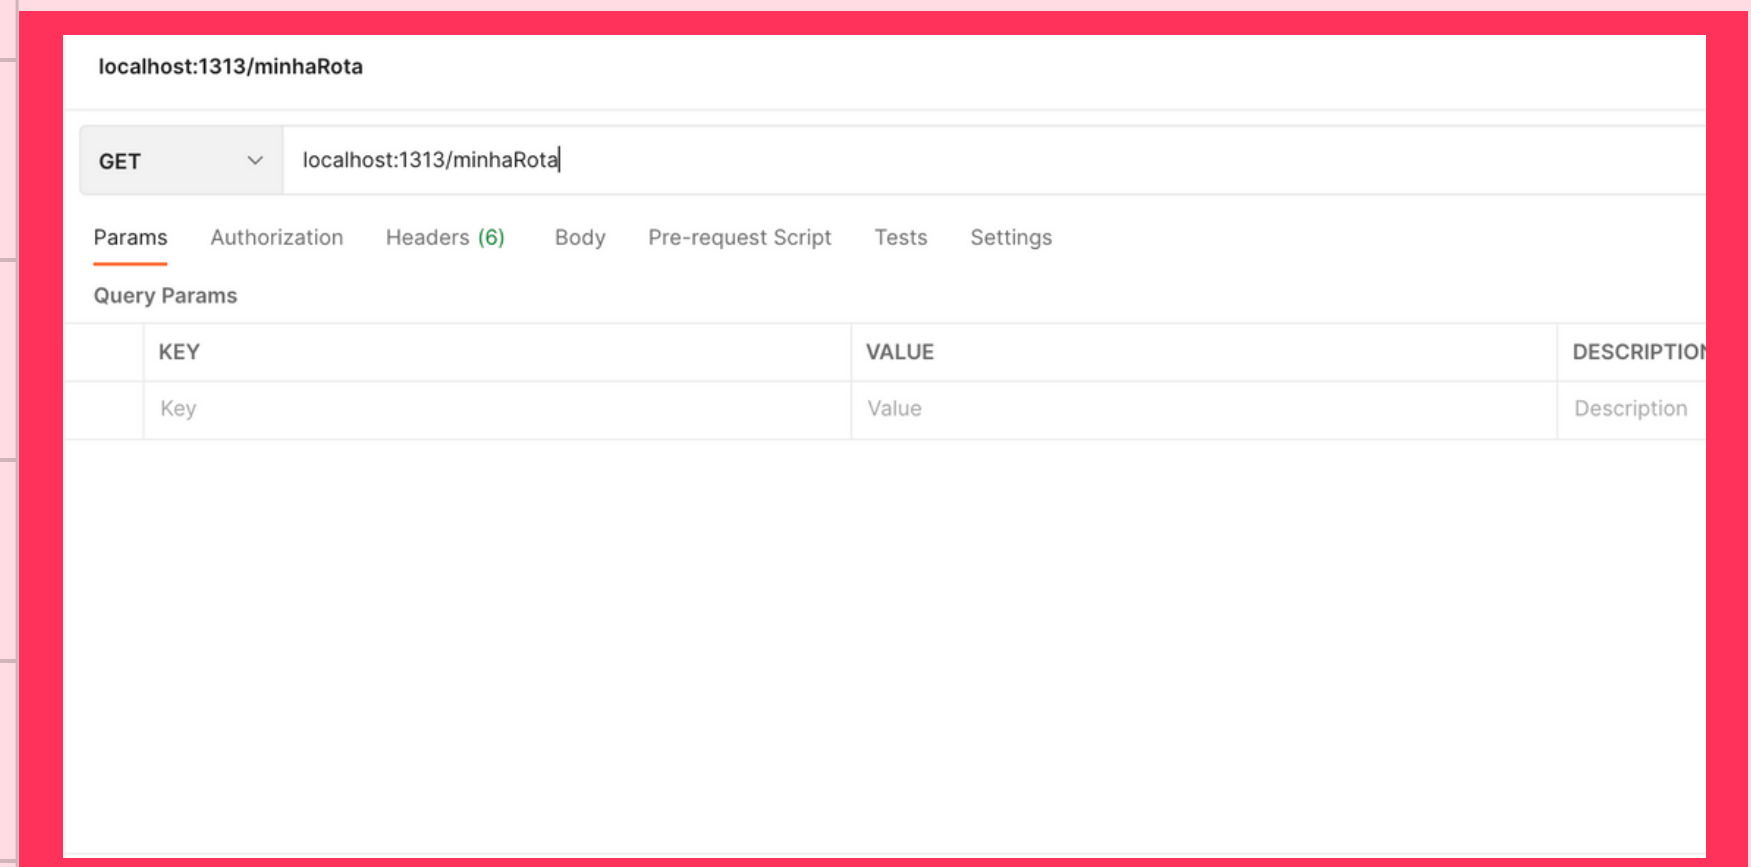 localhost:1313/minhaRota
GET localhost:1313/minhaRota
Params Authorization Headers (6) Body Pre-request Script Tests Settings
Query Params
KEY VALUE DESCRIPTION
Key Value Description